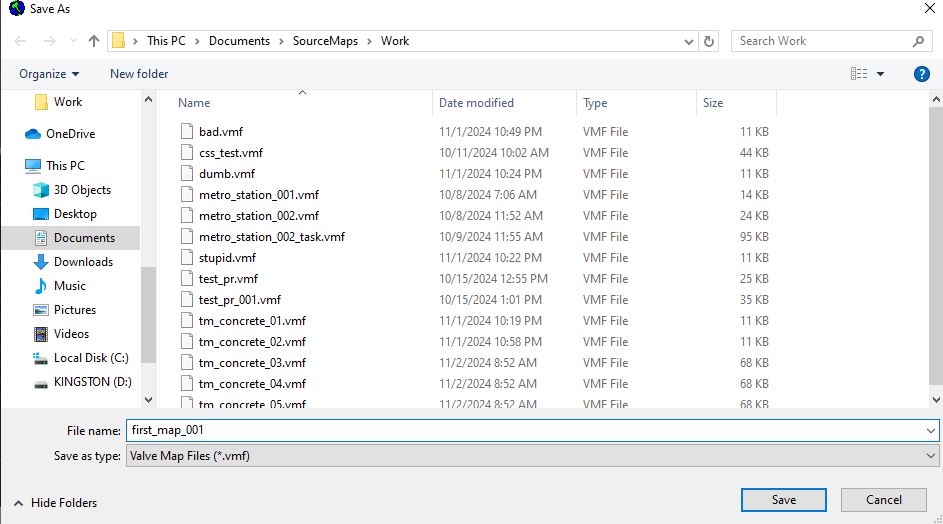 Save As
This PC > Documents > SourceMaps > Work
Search Work
Organize
New folder
?
Work
OneDrive
This PC
3D Objects
Desktop
Documents
Downloads
Music
Pictures
Videos
Local Disk (C:)
KINGSTON (D:)
Name Date modified Type Size
bad.vmf 11/1/2024 10:49 PM VMF File 11 KB
css_test.vmf 10/11/2024 10:02 AM VMF File 44 KB
dumb.vmf 11/1/2024 10:24 PM VMF File 11 KB
metro_station_001.vmf 10/8/2024 7:06 AM VMF File 14 KB
metro_station_002.vmf 10/8/2024 11:52 AM VMF File 24 KB
metro_station_002_task.vmf 10/9/2024 11:55 AM VMF File 95 KB
stupid.vmf 11/1/2024 10:22 PM VMF File 11 KB
test_pr.vmf 10/15/2024 12:55 PM VMF File 25 KB
test_pr_001.vmf 10/15/2024 1:01 PM VMF File 35 KB
tm_concrete_01.vmf 11/1/2024 10:19 PM VMF File 11 KB
tm_concrete_02.vmf 11/1/2024 10:58 PM VMF File 11 KB
tm_concrete_03.vmf 11/2/2024 8:52 AM VMF File 68 KB
tm_concrete_04.vmf 11/2/2024 8:52 AM VMF File 68 KB
tm_concrete_05.vmf 11/2/2024 8:52 AM VMF File 68 KB
File name: first_map_001
Save as type: Valve Map Files (*.vmf)
Hide Folders
Save
Cancel